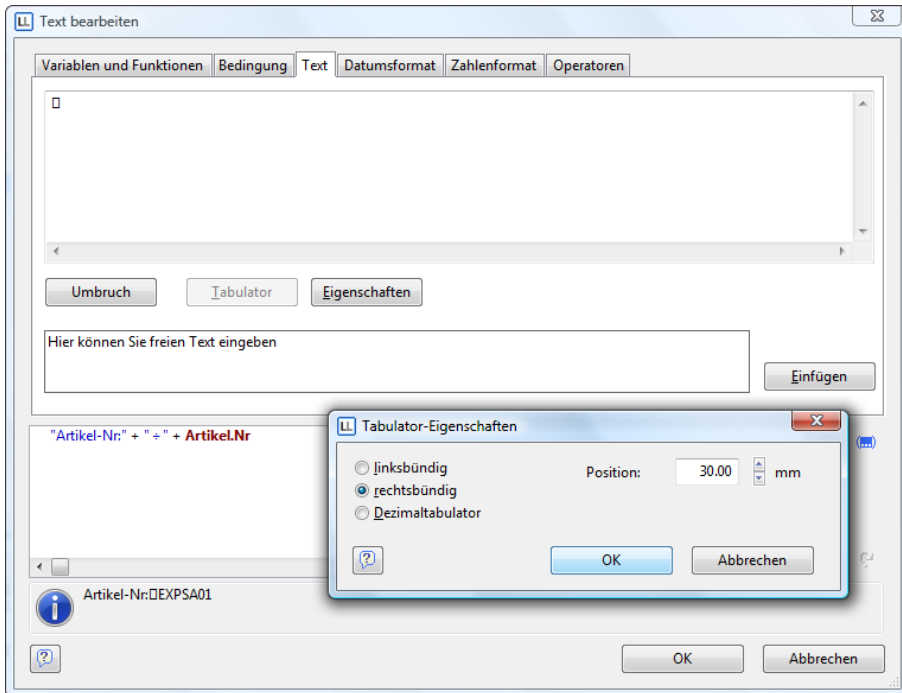 LL Text bearbeiten
Variablen und Funktionen Bedingung Text Datumsformat Zahlenformat Operatoren
Umbruch Tabulator Eigenschaften
Hier können Sie freien Text eingeben
Einfügen
"Artikel-Nr:" + "÷" + Artikel.Nr
LL Tabulator-Eigenschaften
linksbündig Position: 30.00 mm
rechtsbündig
Dezimaltabulator
OK Abbrechen
Artikel-Nr:▯EXPSA01
OK Abbrechen